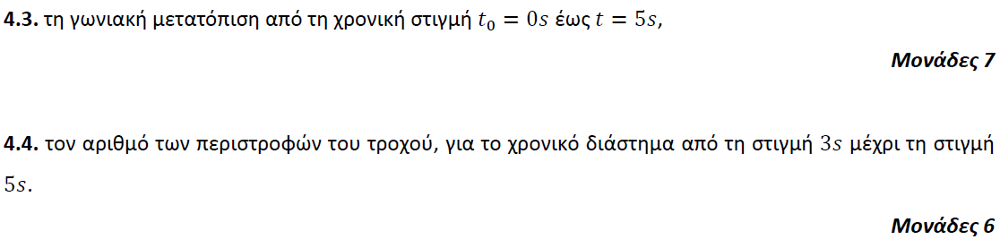 4.3. τη γωνιακή μετατόπιση από τη χρονική στιγμή t₀ = 0s έως t = 5s,
Μονάδες 7
4.4. τον αριθμό των περιστροφών του τροχού, για το χρονικό διάστημα από τη στιγμή 3s μέχρι τη στιγμή
5s.
Μονάδες 6